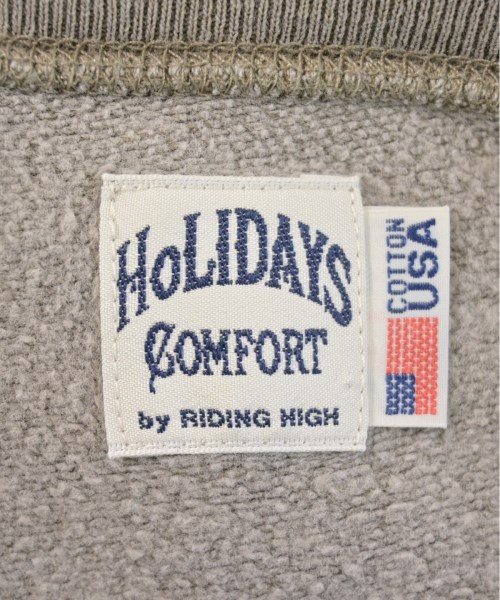 HoLIDAYS
COMFORT
by RIDING HIGH
COTTON
USA